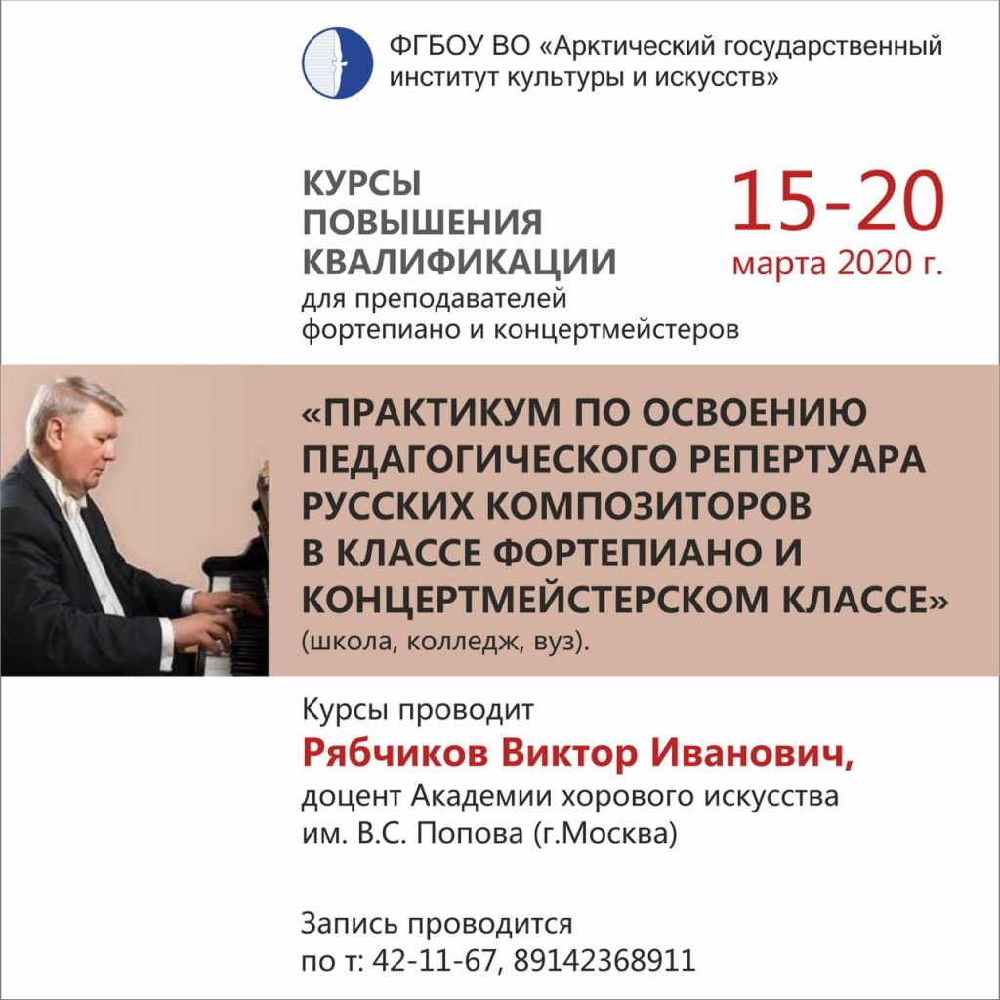 ФГБОУ ВО «Арктический государственный
институт культуры и искусств»
КУРСЫ
ПОВЫШЕНИЯ
КВАЛИФИКАЦИИ
для преподавателей
фортепиано и концертмейстеров
15-20
марта 2020 г.
«ПРАКТИКУМ ПО ОСВОЕНИЮ
ПЕДАГОГИЧЕСКОГО РЕПЕРТУАРА
РУССКИХ КОМПОЗИТОРОВ
В КЛАССЕ ФОРТЕПИАНО И
КОНЦЕРТМЕЙСТЕРСКОМ КЛАССЕ»
(школа, колледж, вуз).
Курсы проводит
Рябчиков Виктор Иванович,
доцент Академии хорового искусства
им. В.С. Попова (г.Москва)
Запись проводится
по т: 42-11-67, 89142368911